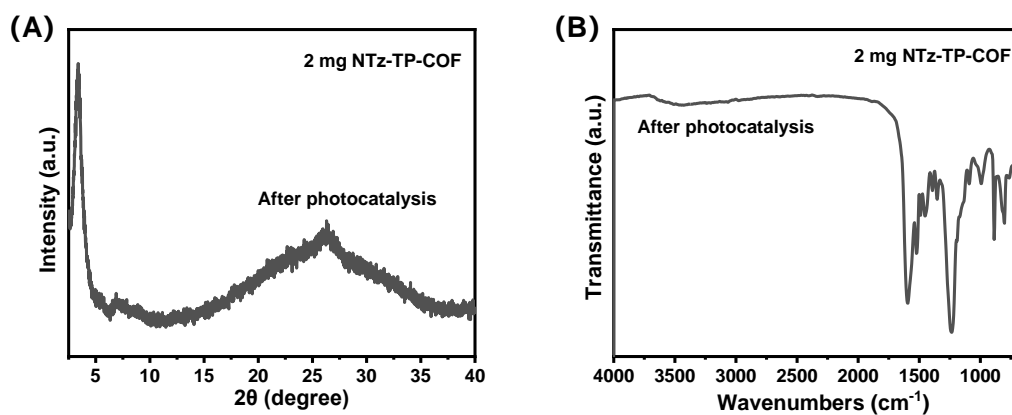 (A)
2 mg NTz-TP-COF
After photocatalysis
Intensity (a.u.)
5 10 15 20 25 30 35 40
2θ (degree)
(B)
2 mg NTz-TP-COF
After photocatalysis
Transmittance (a.u.)
4000 3500 3000 2500 2000 1500 1000
Wavenumbers (cm⁻¹)